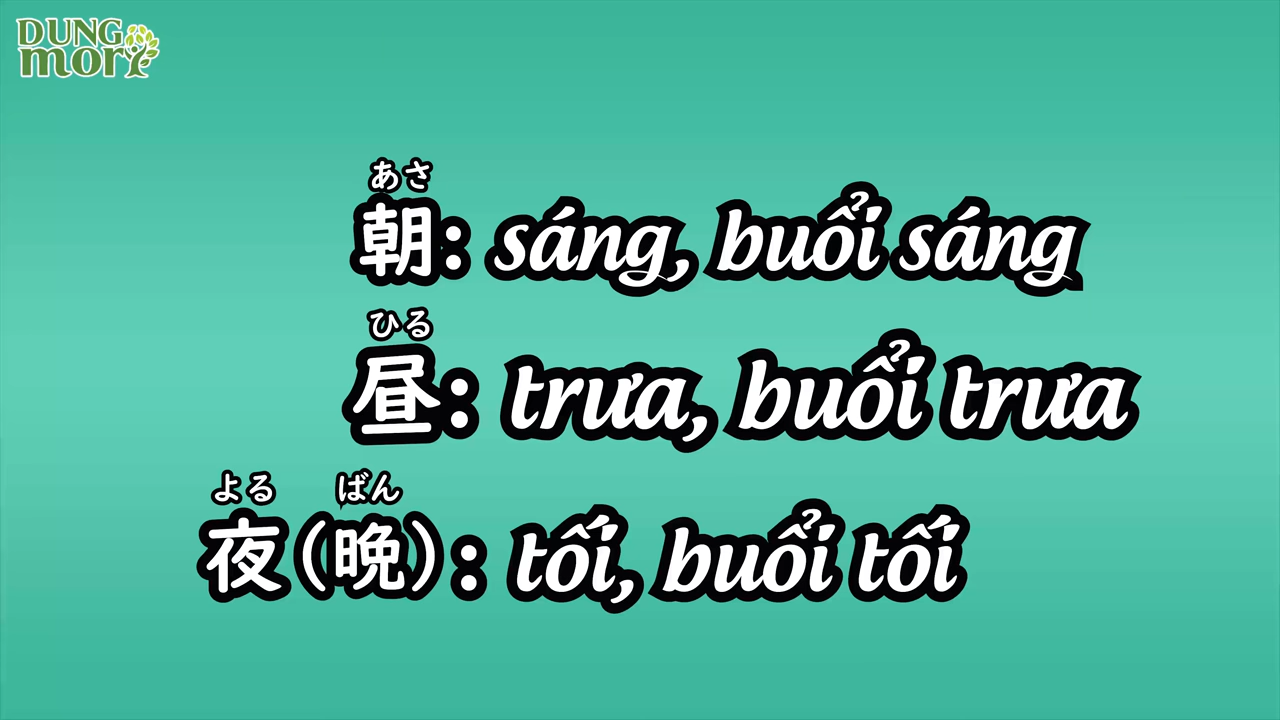 DUNG
mori
あさ
朝: sáng, buổi sáng
ひる
昼: trưa, buổi trưa
よる ばん
夜(晩): tối, buổi tối